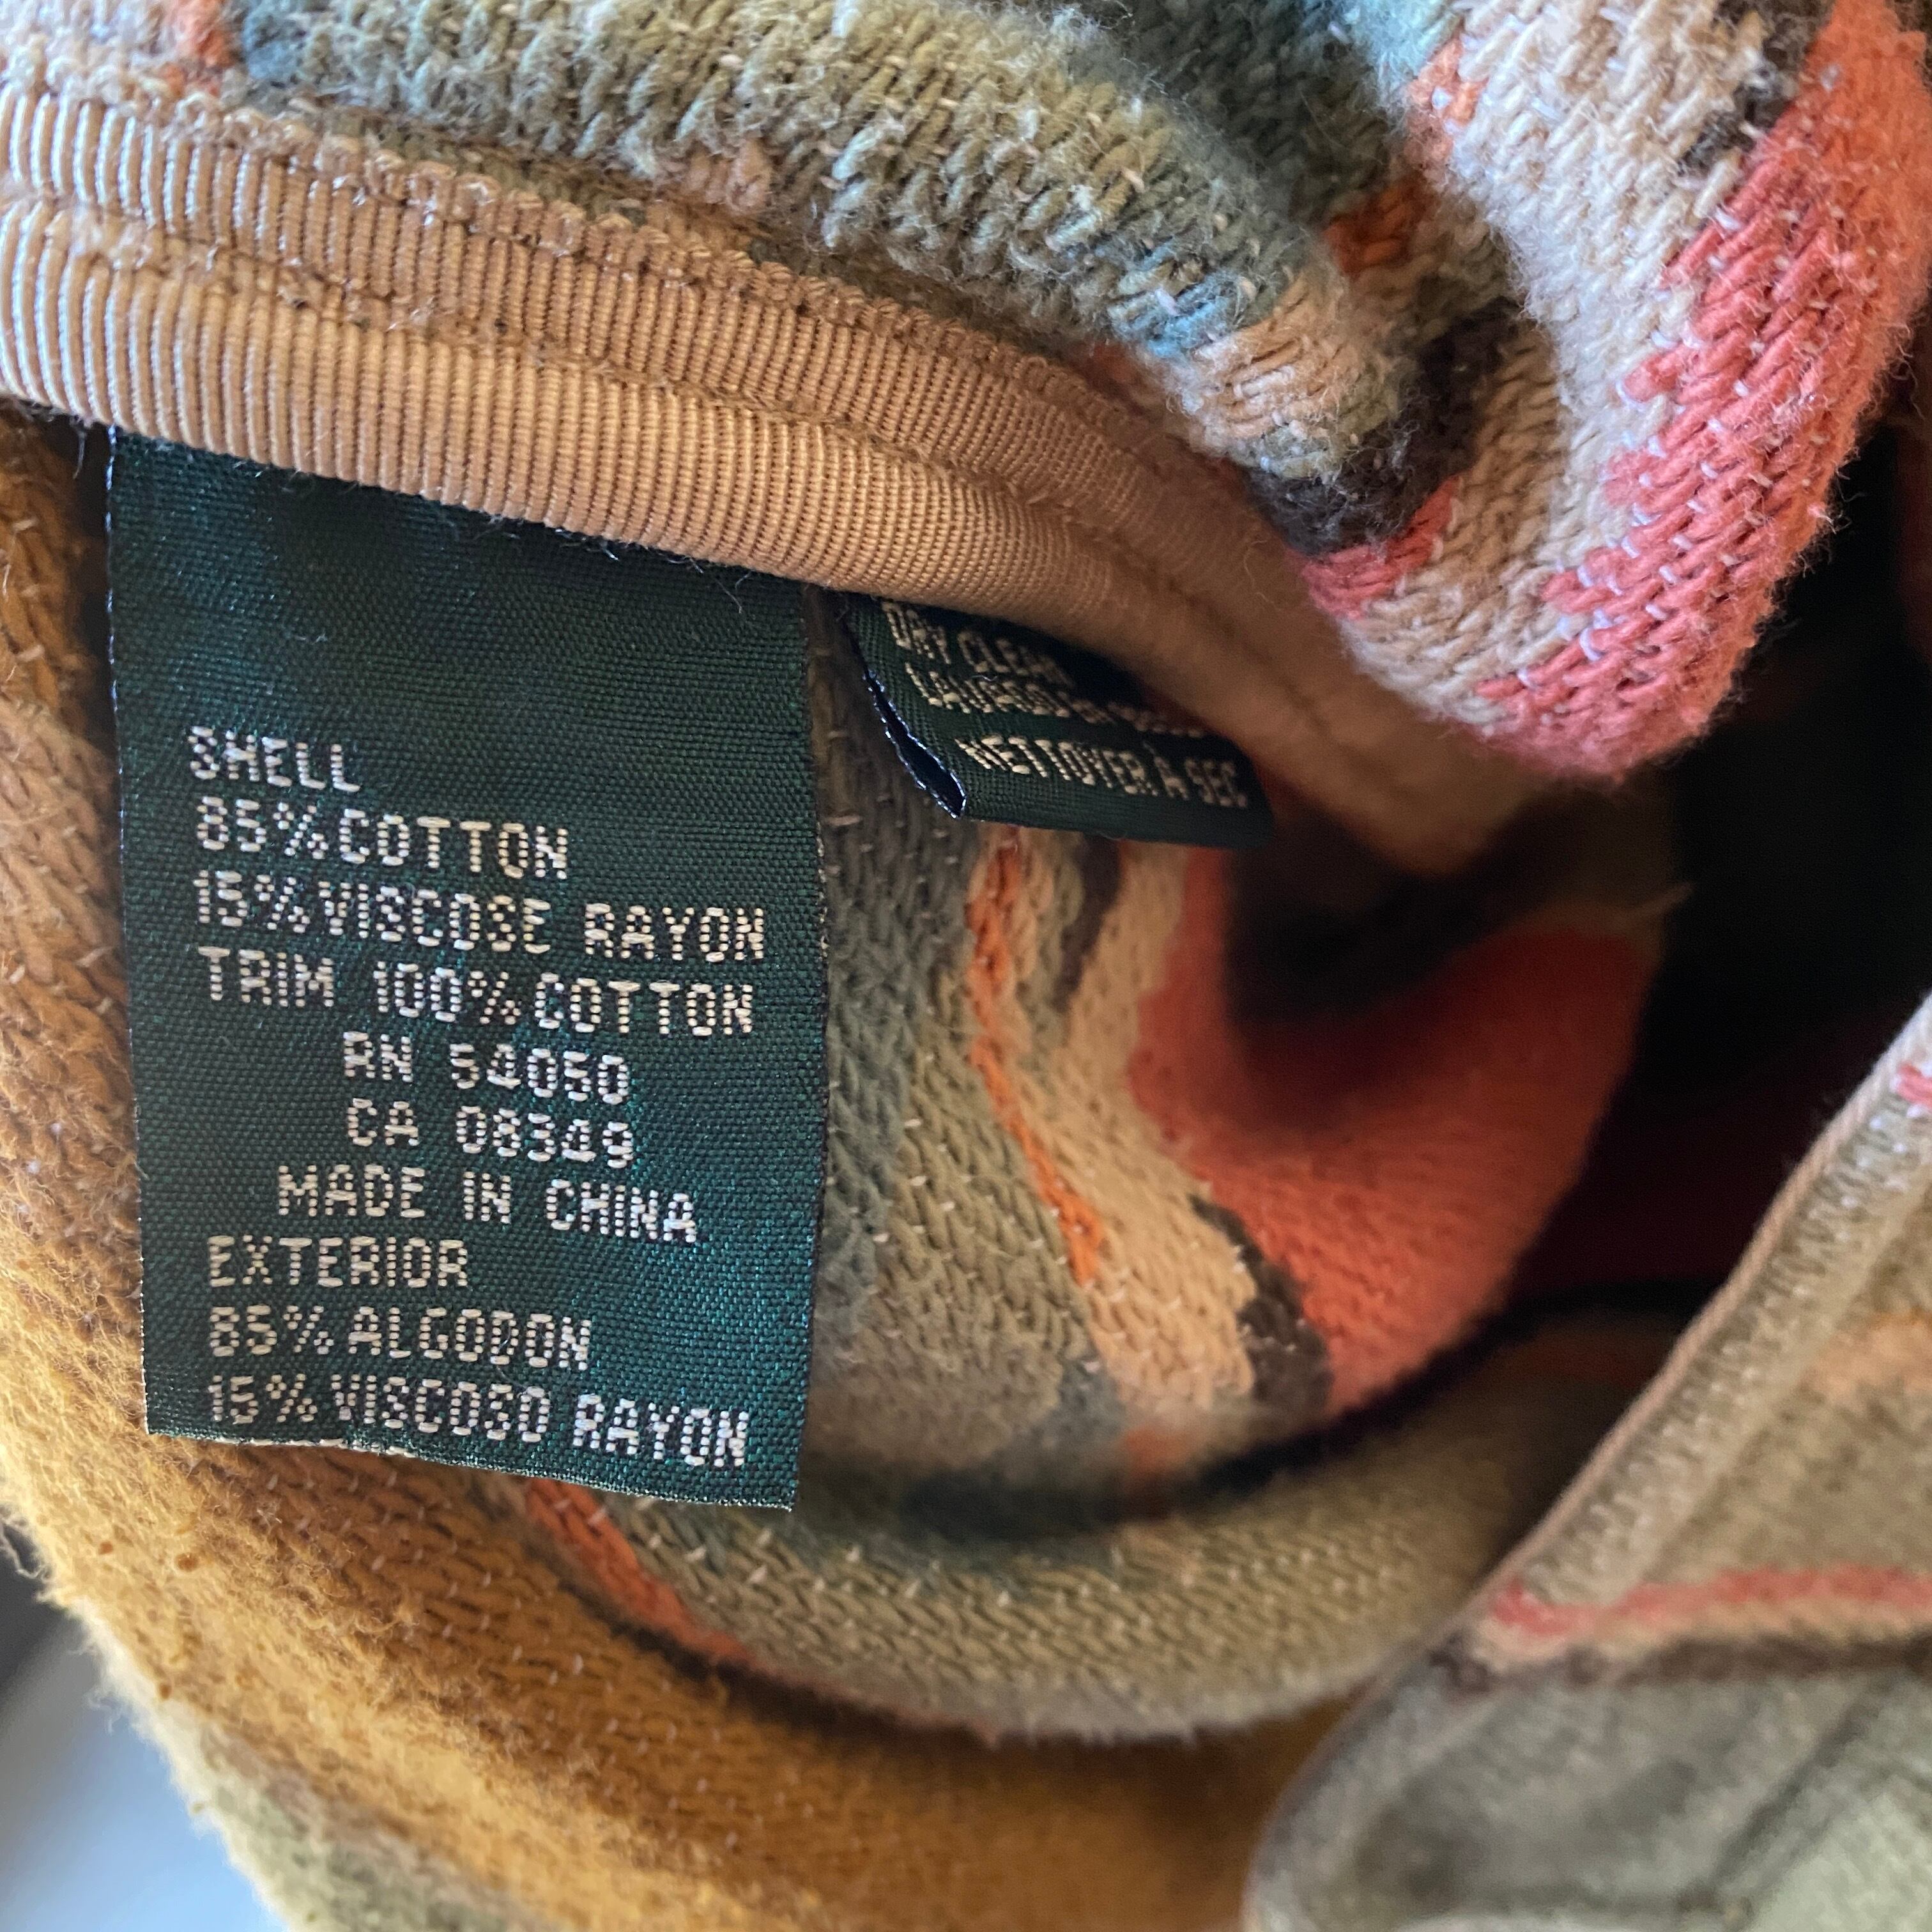 SHELL
85%COTTON
15%VISCOSE RAYON
TRIM 100%COTTON
RN 54050
CA 08349
MADE IN CHINA
EXTERIOR
85%ALGODON
15%VISCOSO RAYON
DRY CLEAN
NETTOYER À SEC